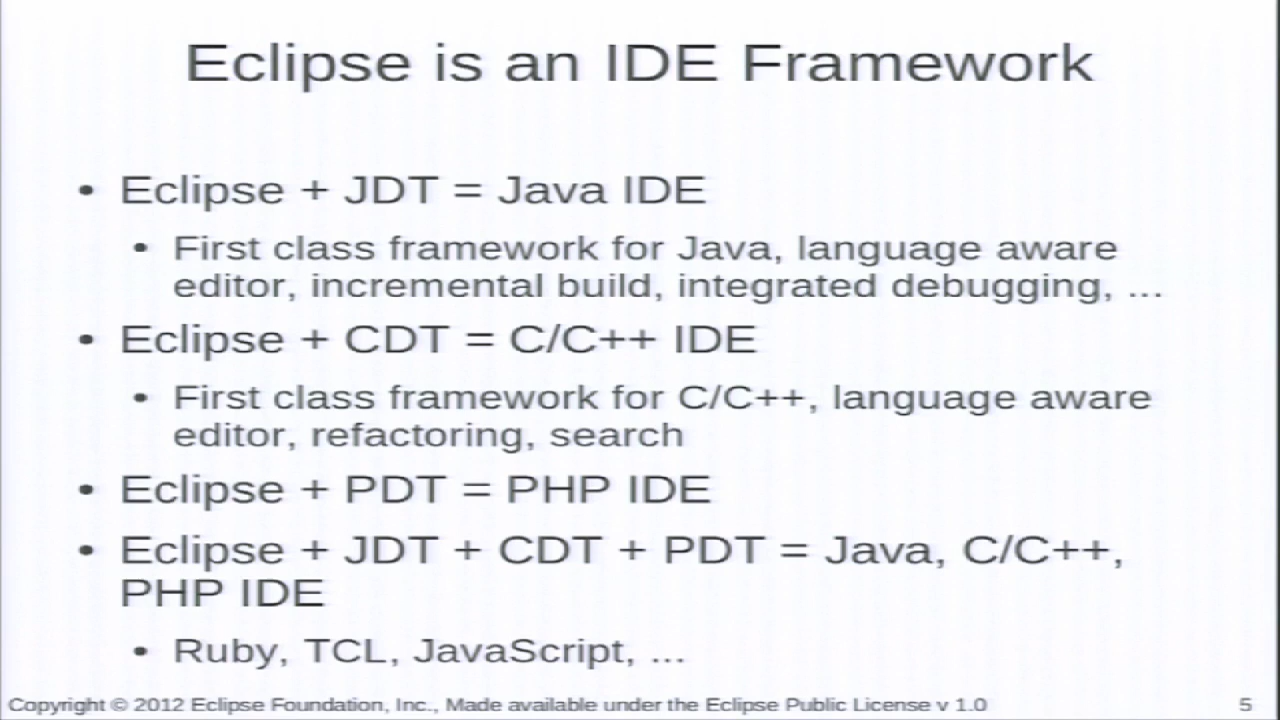 Eclipse is an IDE Framework
• Eclipse + JDT = Java IDE
• First class framework for Java, language aware
editor, incremental build, integrated debugging, ...
• Eclipse + CDT = C/C++ IDE
• First class framework for C/C++, language aware
editor, refactoring, search
• Eclipse + PDT = PHP IDE
• Eclipse + JDT + CDT + PDT = Java, C/C++,
PHP IDE
• Ruby, TCL, JavaScript, ...
Copyright © 2012 Eclipse Foundation, Inc., Made available under the Eclipse Public License v 1.0 5